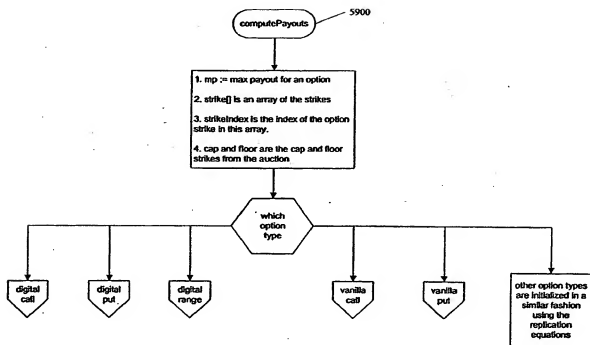 computePayouts
5900
1. mp := max payout for an option
2. strike[] is an array of the strikes
3. strikeIndex is the index of the option
strike in this array.
4. cap and floor are the cap and floor
strikes from the auction
which
option
type
digital
call
digital
put
digital
range
vanilla
call
vanilla
put
other option types
are initialized in a
similar fashion
using the
replication
equations